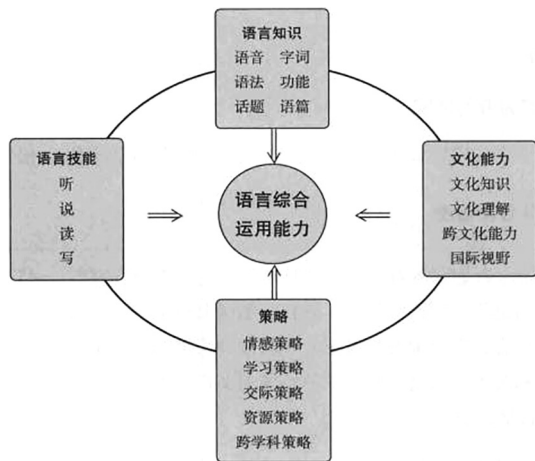 语言知识
语音 字词
语法 功能
话题 语篇
语言技能
听
说
读
写
语言综合
运用能力
文化能力
文化知识
文化理解
跨文化能力
国际视野
策略
情感策略
学习策略
交际策略
资源策略
跨学科策略